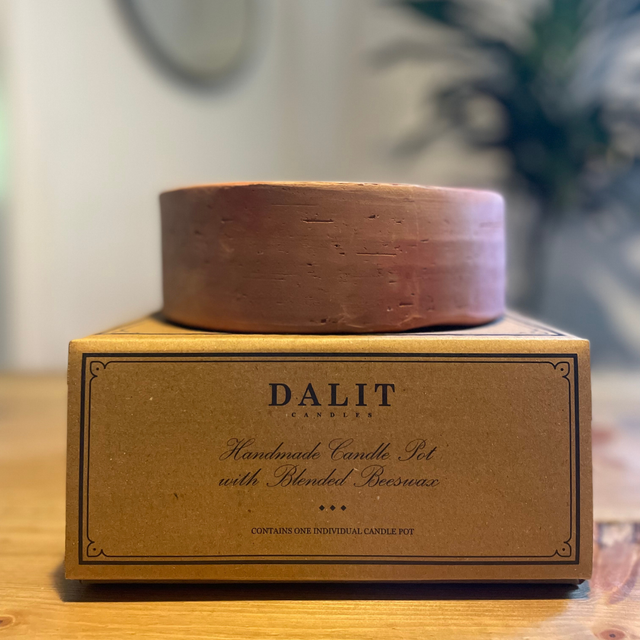 DALIT
CANDLES
Handmade Candle Pot
with Blended Beeswax
CONTAINS ONE INDIVIDUAL CANDLE POT